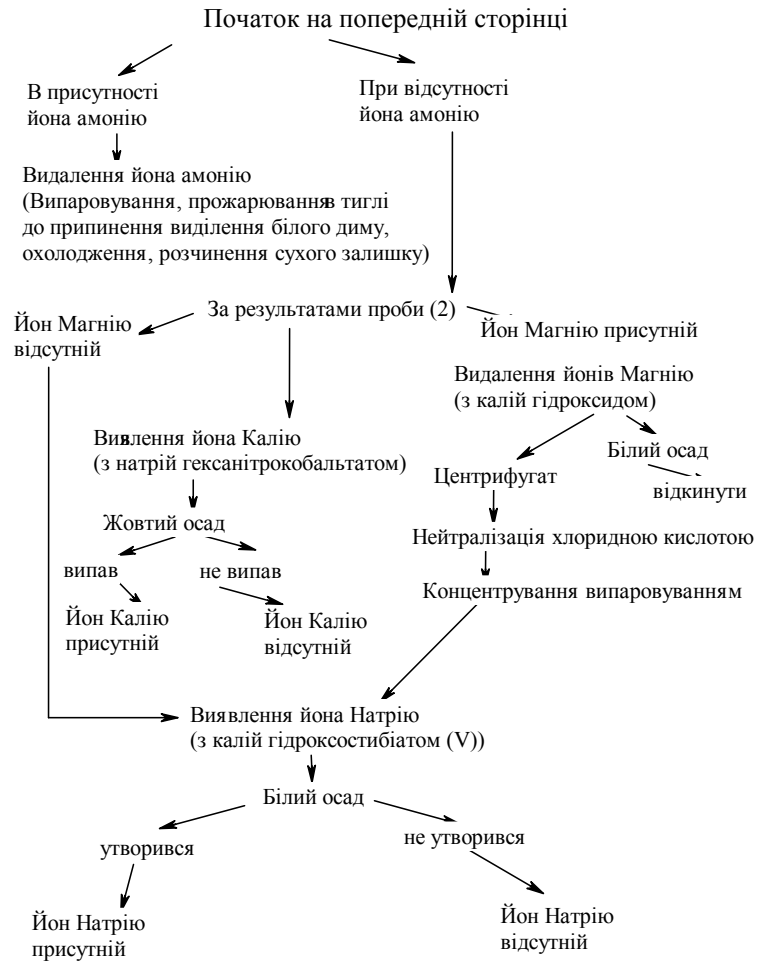 Початок на попередній сторінці
В присутності
йона амонію
При відсутності
йона амонію
Видалення йона амонію
(Випаровування, прожарювання в тиглі
до припинення виділення білого диму,
охолодження, розчинення сухого залишку)
За результатами проби (2)
Йон Магнію
відсутній
Йон Магнію присутній
Видалення йонів Магнію
(з калій гідроксидом)
Виявлення йона Калію
(з натрій гексанітрокобальтатом)
Білий осад
Центрифугат
відкинути
Жовтий осад
Нейтралізація хлоридною кислотою
випав
не випав
Концентрування випаровуванням
Йон Калію
присутній
Йон Калію
відсутній
Виявлення йона Натрію
(з калій гідроксостибіатом (V))
Білий осад
утворився
не утворився
Йон Натрію
присутній
Йон Натрію
відсутній